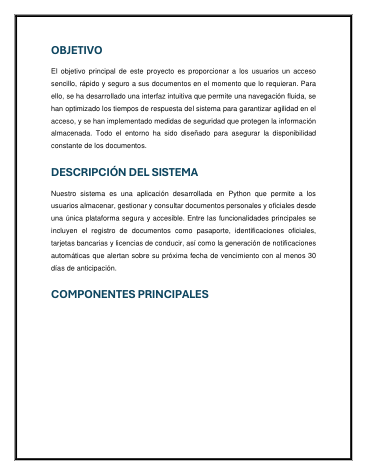 OBJETIVO
El objetivo principal de este proyecto es proporcionar a los usuarios un acceso
sencillo, rápido y seguro a sus documentos en el momento que lo requieran. Para
ello, se ha desarrollado una interfaz intuitiva que permite una navegación fluida, se
han optimizado los tiempos de respuesta del sistema para garantizar agilidad en el
acceso, y se han implementado medidas de seguridad que protegen la información
almacenada. Todo el entorno ha sido diseñado para asegurar la disponibilidad
constante de los documentos.
DESCRIPCIÓN DEL SISTEMA
Nuestro sistema es una aplicación desarrollada en Python que permite a los
usuarios almacenar, gestionar y consultar documentos personales y oficiales desde
una única plataforma segura y accesible. Entre las funcionalidades principales se
incluyen el registro de documentos como pasaporte, identificaciones oficiales,
tarjetas bancarias y licencias de conducir, así como la generación de notificaciones
automáticas que alertan sobre su próxima fecha de vencimiento con al menos 30
días de anticipación.
COMPONENTES PRINCIPALES